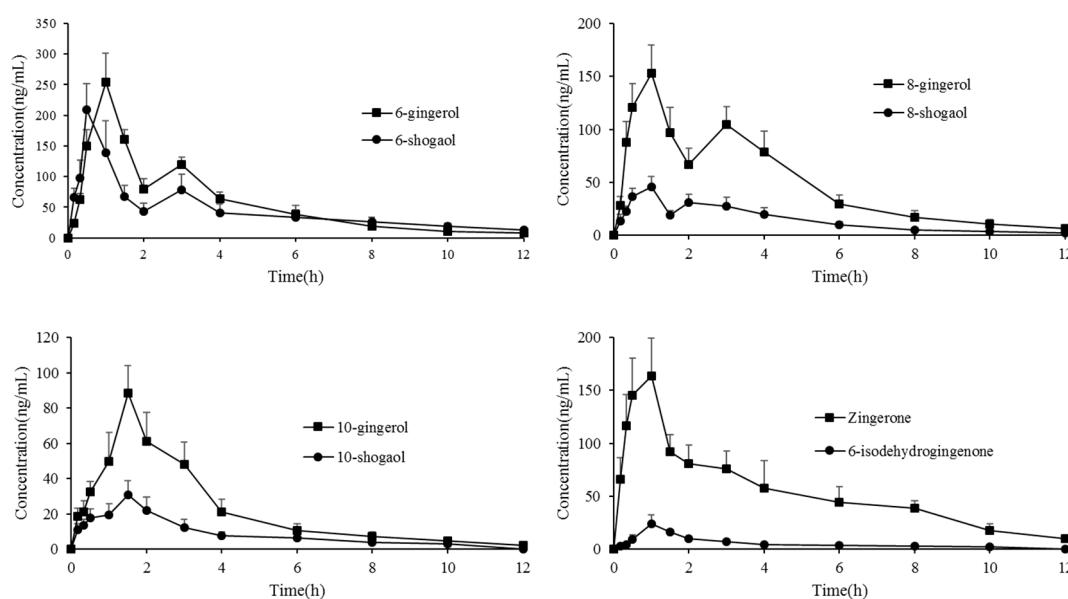 350
300
250
200
150
100
50
0
Concentration(ng/mL)
6-gingerol
6-shogaol
0 2 4 6 8 10 12
Time(h)
200
150
100
50
0
Concentration(ng/mL)
8-gingerol
8-shogaol
0 2 4 6 8 10 12
Time(h)
120
100
80
60
40
20
0
Concentration(ng/mL)
10-gingerol
10-shogaol
0 2 4 6 8 10 12
Time(h)
200
150
100
50
0
Concentration(ng/mL)
Zingerone
6-isodehydrogingenone
0 2 4 6 8 10 12
Time(h)